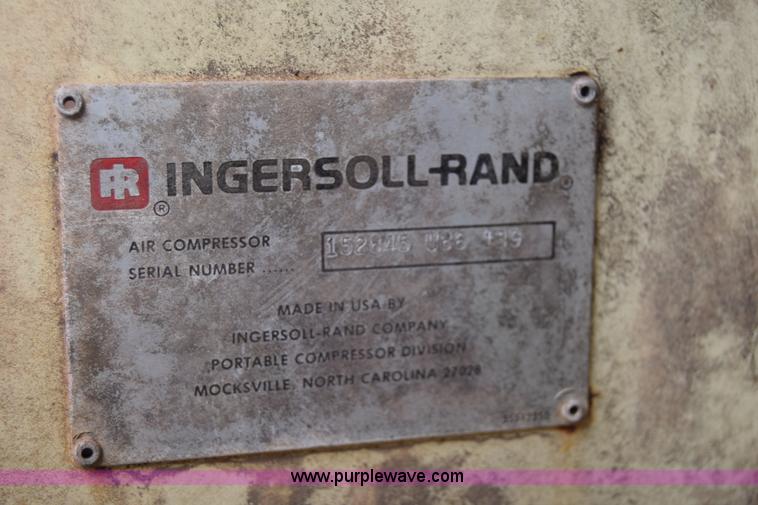 IR ® INGERSOLL-RAND®
AIR COMPRESSOR
SERIAL NUMBER ......
MADE IN USA BY
INGERSOLL-RAND COMPANY
PORTABLE COMPRESSOR DIVISION
MOCKSVILLE, NORTH CAROLINA 27028
www.purplewave.com